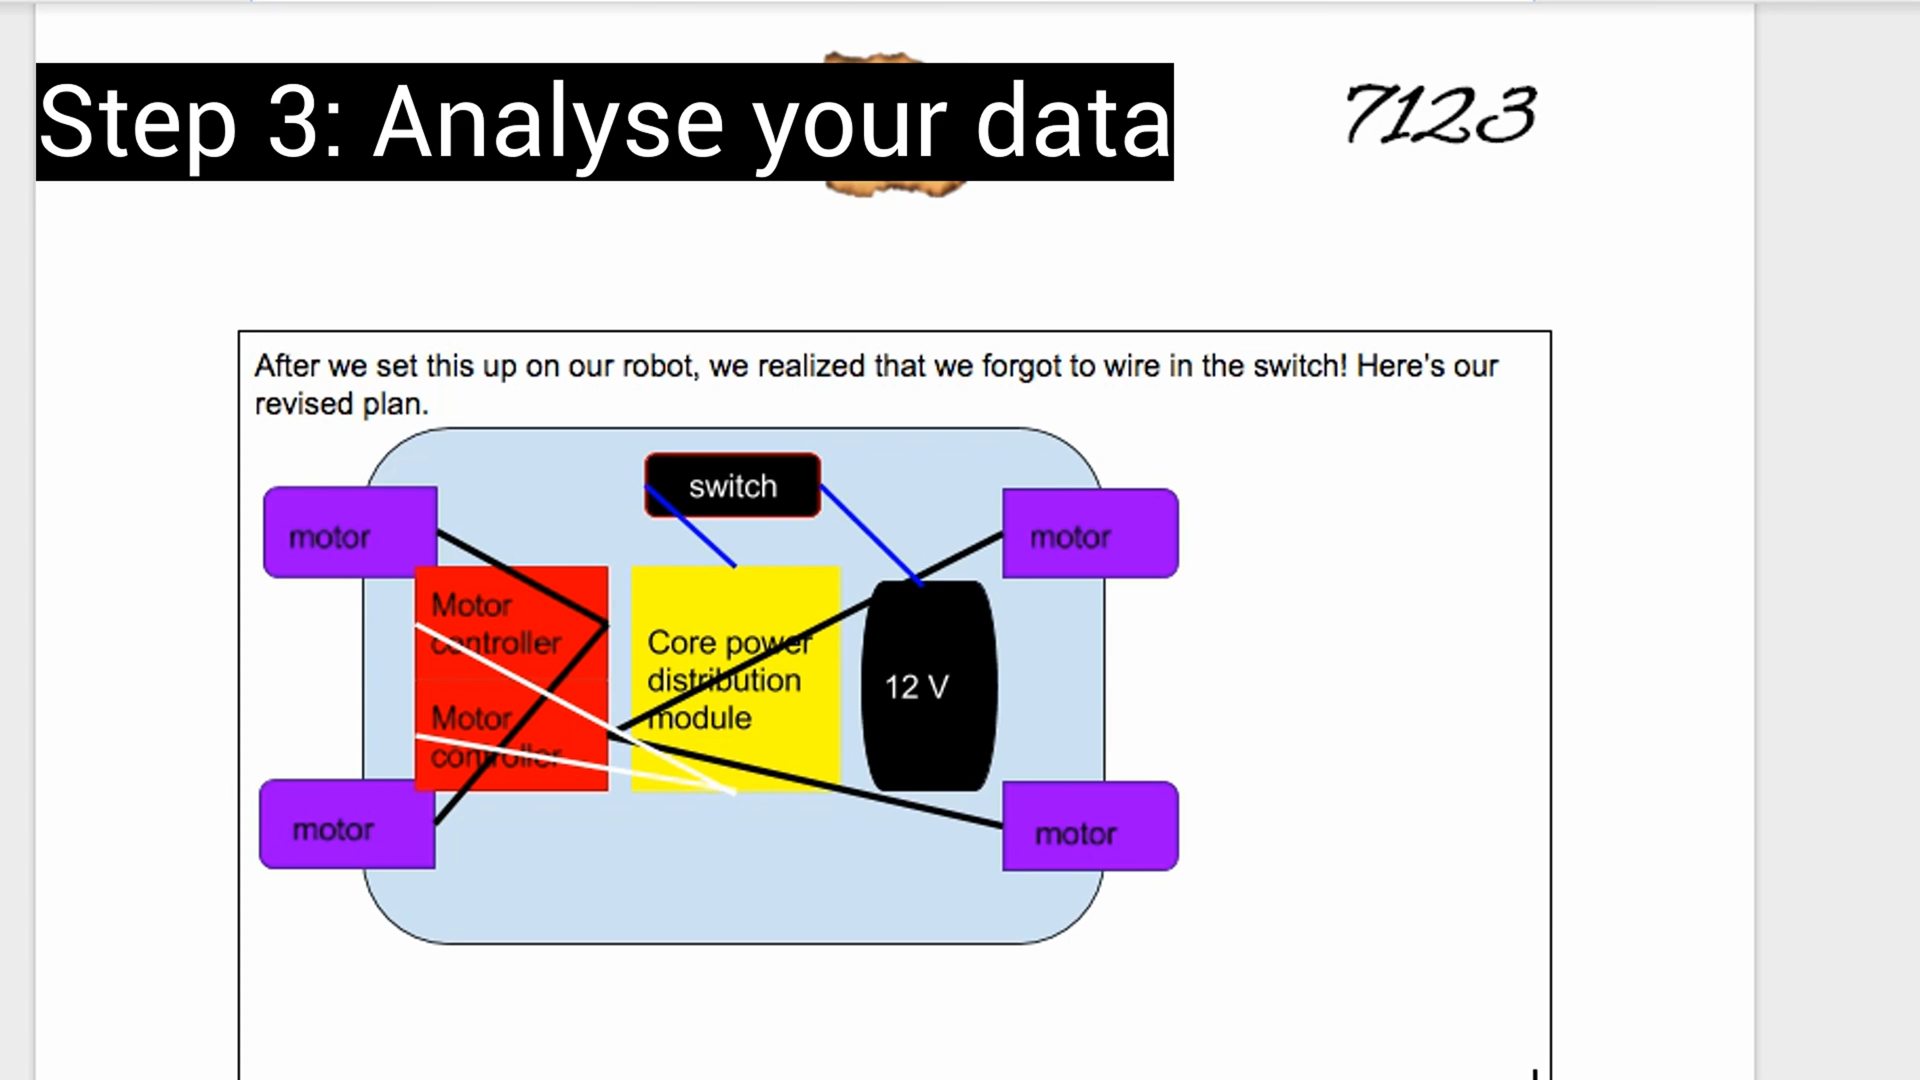 Step 3: Analyse your data
7123
After we set this up on our robot, we realized that we forgot to wire in the switch! Here's our
revised plan.
switch
motor
motor
Motor
controller
Core power
distribution
module
12 V
Motor
controller
motor
motor